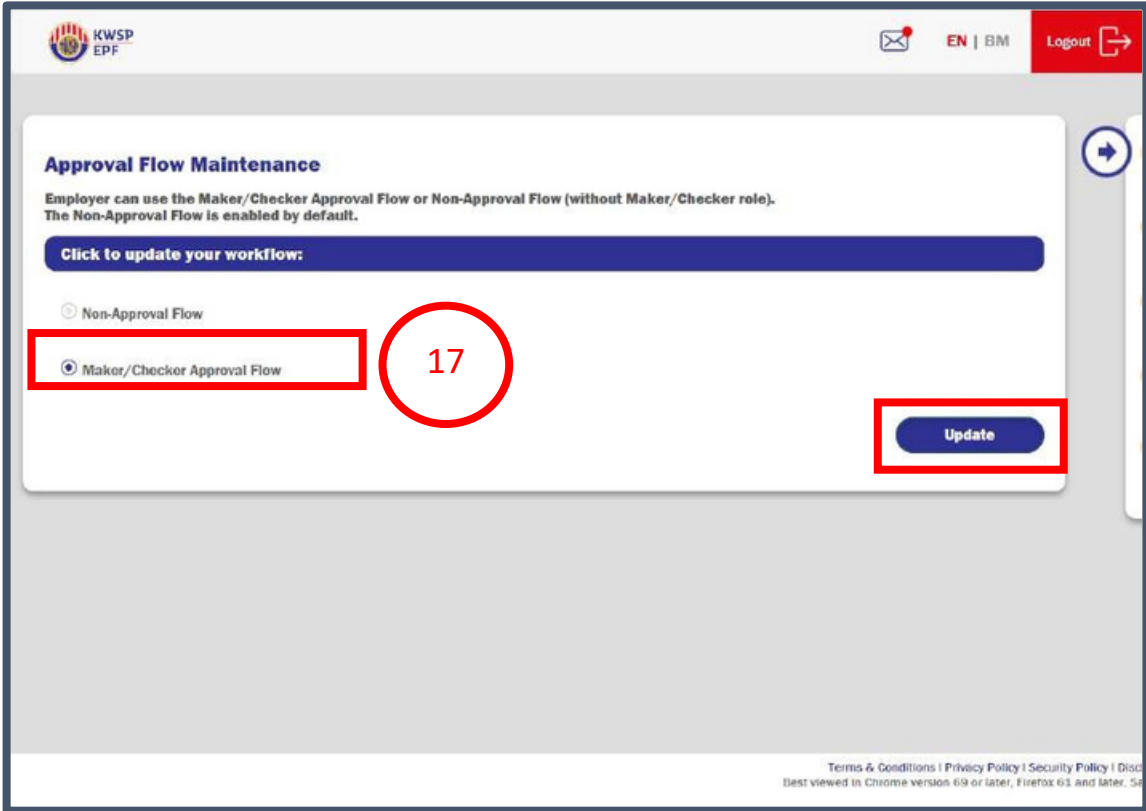 KWSP
EPF
EN | BM
Logout
Approval Flow Maintenance
Employer can use the Maker/Checker Approval Flow or Non-Approval Flow (without Maker/Checker role).
The Non-Approval Flow is enabled by default.
Click to update your workflow:
Non-Approval Flow
Maker/Checker Approval Flow
17
Update
Terms & Conditions | Privacy Policy | Security Policy |
Best viewed in Chrome version 69 or later, Firefox 61 and later,